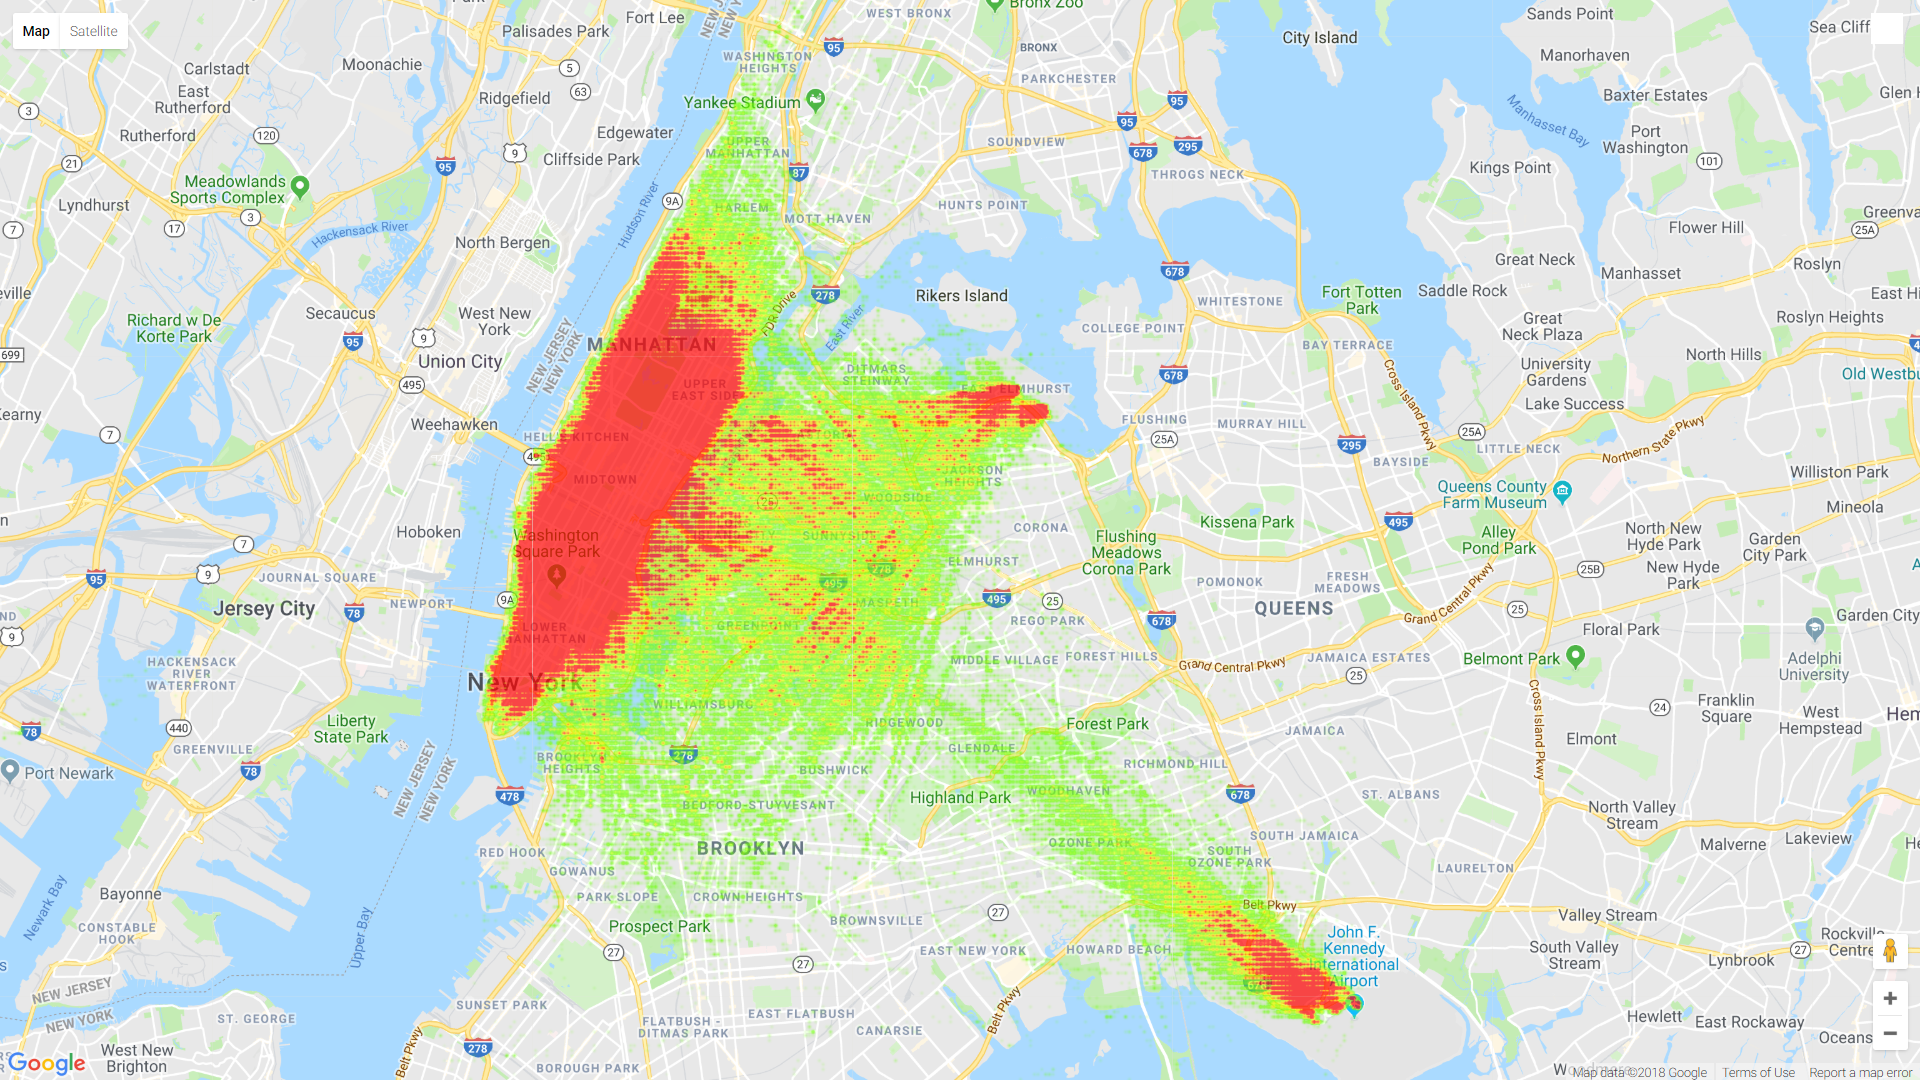 Map
Satellite
Fort Lee
Palisades Park
WEST BRONX
Bronx Zoo
Sands Point
City Island
Sea Cliff
Manorhaven
Moonachie
Carlstadt
BRONX
WASHINGTON
HEIGHTS
PARKCHESTER
East
Rutherford
Ridgefield
Yankee Stadium
Baxter Estates
Glen
Manhasset Bay
Rutherford
Edgewater
Port
Washington
UPPER
MANHATTAN
SOUNDVIEW
Cliffside Park
Kings Point
THROGS NECK
Meadowlands
Sports Complex
Lyndhurst
HARLEM
HUNTS POINT
MOTT HAVEN
Hudson River
Hackensack River
Flower Hill
North Bergen
Great Neck
Manhasset
Roslyn
Rikers Island
Saddle Rock
Fort Totten
Park
WHITESTONE
Secaucus
West New
York
Richard w De
Korte Park
FDR Drive
East River
COLLEGE POINT
Great
Neck Plaza
Roslyn Heights
MANHATTAN
BAY TERRACE
North Hills
NEW JERSEY
NEW YORK
Union City
DITMARS
STEINWAY
University
Gardens
Old Westbu
UPPER
EAST SIDE
EAST ELMHURST
Cross Island Pkwy
Lake Success
Weehawken
FLUSHING
MURRAY HILL
HELL'S KITCHEN
LITTLE NECK
Northern State Pkwy
BAYSIDE
JACKSON
HEIGHTS
Williston Park
MIDTOWN
WOODSIDE
Queens County
Farm Museum
Mineola
Hoboken
Washington
Square Park
SUNNYSIDE
CORONA
Kissena Park
Flushing
Meadows
Corona Park
Alley
Pond Park
North New
Hyde Park
Garden
City Park
ELMHURST
JOURNAL SQUARE
NEWPORT
POMONOK
FRESH
MEADOWS
New Hyde
Park
Jersey City
MASPETH
QUEENS
Grand Central Pkwy
Garden City
LOWER
MANHATTAN
GREENPOINT
REGO PARK
Floral Park
HACKENSACK
RIVER
WATERFRONT
MIDDLE VILLAGE
FOREST HILLS
Grand Central Pkwy
JAMAICA ESTATES
Belmont Park
Adelphi
University
New York
WILLIAMSBURG
Cross Island Pkwy
Franklin
Square
West
Hempstead
Liberty
State Park
RIDGEWOOD
Forest Park
JAMAICA
Elmont
GREENVILLE
BROOKLYN
HEIGHTS
GLENDALE
RICHMOND HILL
Port Newark
BUSHWICK
NEW JERSEY
NEW YORK
Highland Park
WOODHAVEN
ST. ALBANS
BEDFORD-STUYVESANT
North Valley
Stream
SOUTH JAMAICA
Lakeview
Malverne
RED HOOK
BROOKLYN
OZONE PARK
SOUTH
OZONE PARK
GOWANUS
LAURELTON
Bayonne
PARK SLOPE
CROWN HEIGHTS
Belt Pkwy
Newark Bay
Upper Bay
CONSTABLE
HOOK
Prospect Park
BROWNSVILLE
Valley Stream
EAST NEW YORK
HOWARD BEACH
John F.
Kennedy
International
Airport
South Valley
Stream
Rockville
Centre
Lynbrook
NEW JERSEY
NEW YORK
SUNSET PARK
Belt Pkwy
ST. GEORGE
FLATBUSH -
DITMAS PARK
EAST FLATBUSH
CANARSIE
Hewlett
East Rockaway
Belt Pkwy
West New
Brighton
BOROUGH PARK
Google
Map data ©2018 Google
Terms of Use
Report a map error